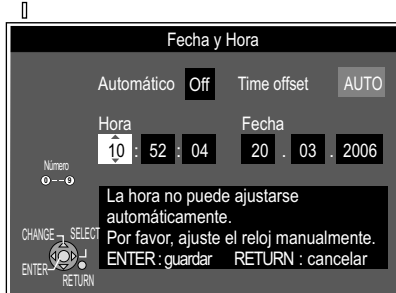 Fecha y Hora
Automático Off Time offset AUTO
Hora Fecha
10 : 52 : 04 20 . 03 . 2006
Número
0 -- 9
La hora no puede ajustarse
automáticamente.
Por favor, ajuste el reloj manualmente.
ENTER : guardar RETURN : cancelar
CHANGE SELECT
ENTER
RETURN